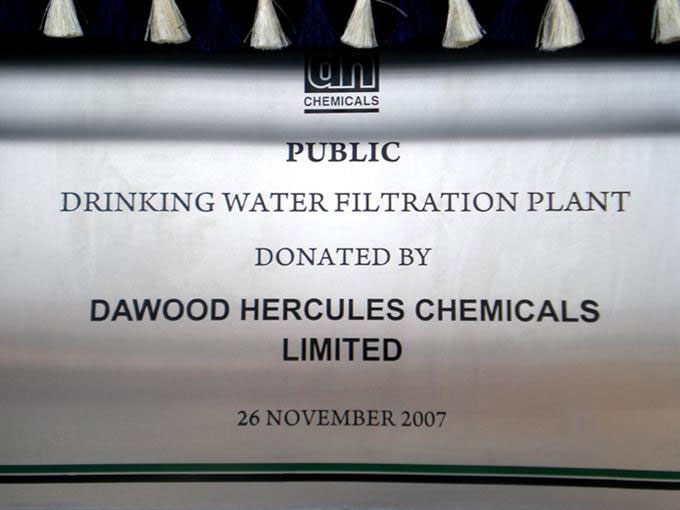 dh
CHEMICALS
PUBLIC
DRINKING WATER FILTRATION PLANT
DONATED BY
DAWOOD HERCULES CHEMICALS
LIMITED
26 NOVEMBER 2007